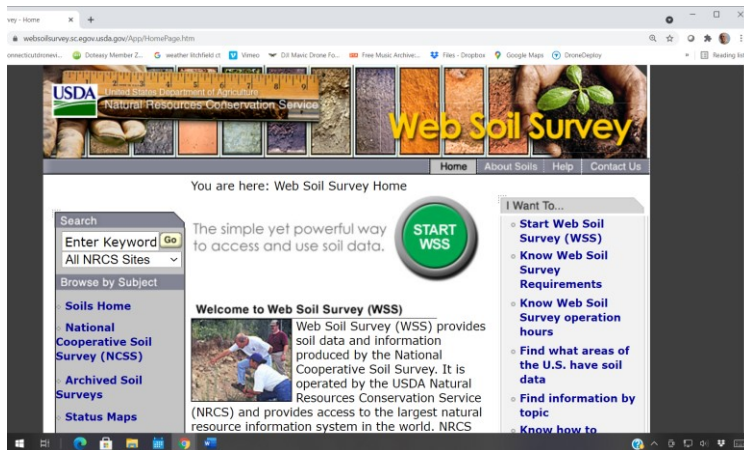 vey - Home
websoilsurvey.sc.egov.usda.gov/App/HomePage.htm
onnecticutdronevi...
Doteasy Member Z...
weather litchfield ct
Vimeo
DJI Mavic Drone Fo...
Free Music Archive:...
Files - Dropbox
Google Maps
DroneDeploy
Reading list
USDA
United States Department of Agriculture
Natural Resources Conservation Service
Web Soil Survey
Home
About Soils
Help
Contact Us
You are here: Web Soil Survey Home
Search
Enter Keyword
Go
All NRCS Sites
Browse by Subject
Soils Home
National
Cooperative Soil
Survey (NCSS)
Archived Soil
Surveys
Status Maps
The simple yet powerful way
to access and use soil data.
START
WSS
Welcome to Web Soil Survey (WSS)
Web Soil Survey (WSS) provides
soil data and information
produced by the National
Cooperative Soil Survey. It is
operated by the USDA Natural
Resources Conservation Service
(NRCS) and provides access to the largest natural
resource information system in the world. NRCS
I Want To...
Start Web Soil
Survey (WSS)
Know Web Soil
Survey
Requirements
Know Web Soil
Survey operation
hours
Find what areas of
the U.S. have soil
data
Find information by
topic
Know how to